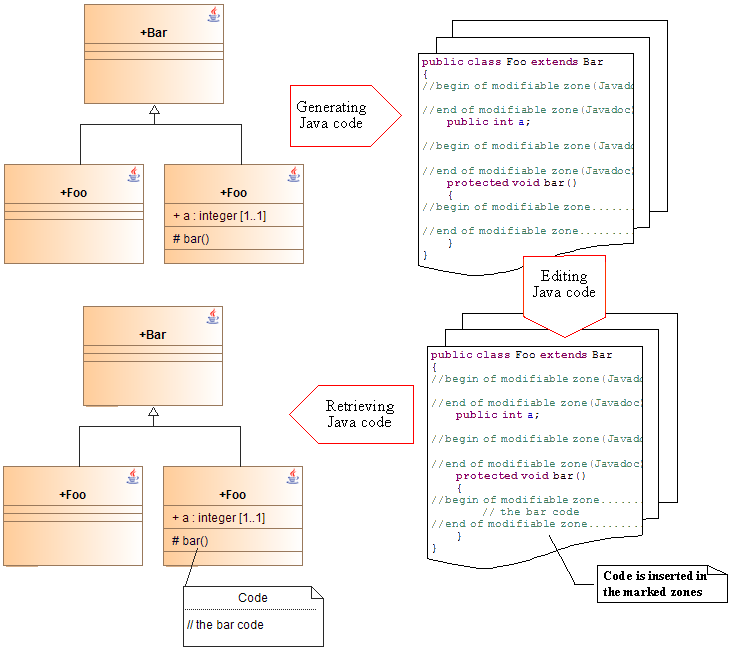 +Bar
+Foo
+Foo
+ a : integer [1..1]
# bar()
Generating
Java code
public class Foo extends Bar
{
//begin of modifiable zone(Javado
//end of modifiable zone(Javadoc)
public int a;
//begin of modifiable zone(Javado
//end of modifiable zone(Javadoc)
protected void bar()
{
//begin of modifiable zone........
//end of modifiable zone..........
}
}
Editing
Java code
public class Foo extends Bar
{
//begin of modifiable zone(Javado
//end of modifiable zone(Javadoc)
public int a;
//begin of modifiable zone(Javado
//end of modifiable zone(Javadoc)
protected void bar()
{
//begin of modifiable zone........
// the bar code
//end of modifiable zone..........
}
}
Code is inserted in
the marked zones
Retrieving
Java code
+Bar
+Foo
+Foo
+ a : integer [1..1]
# bar()
Code
// the bar code